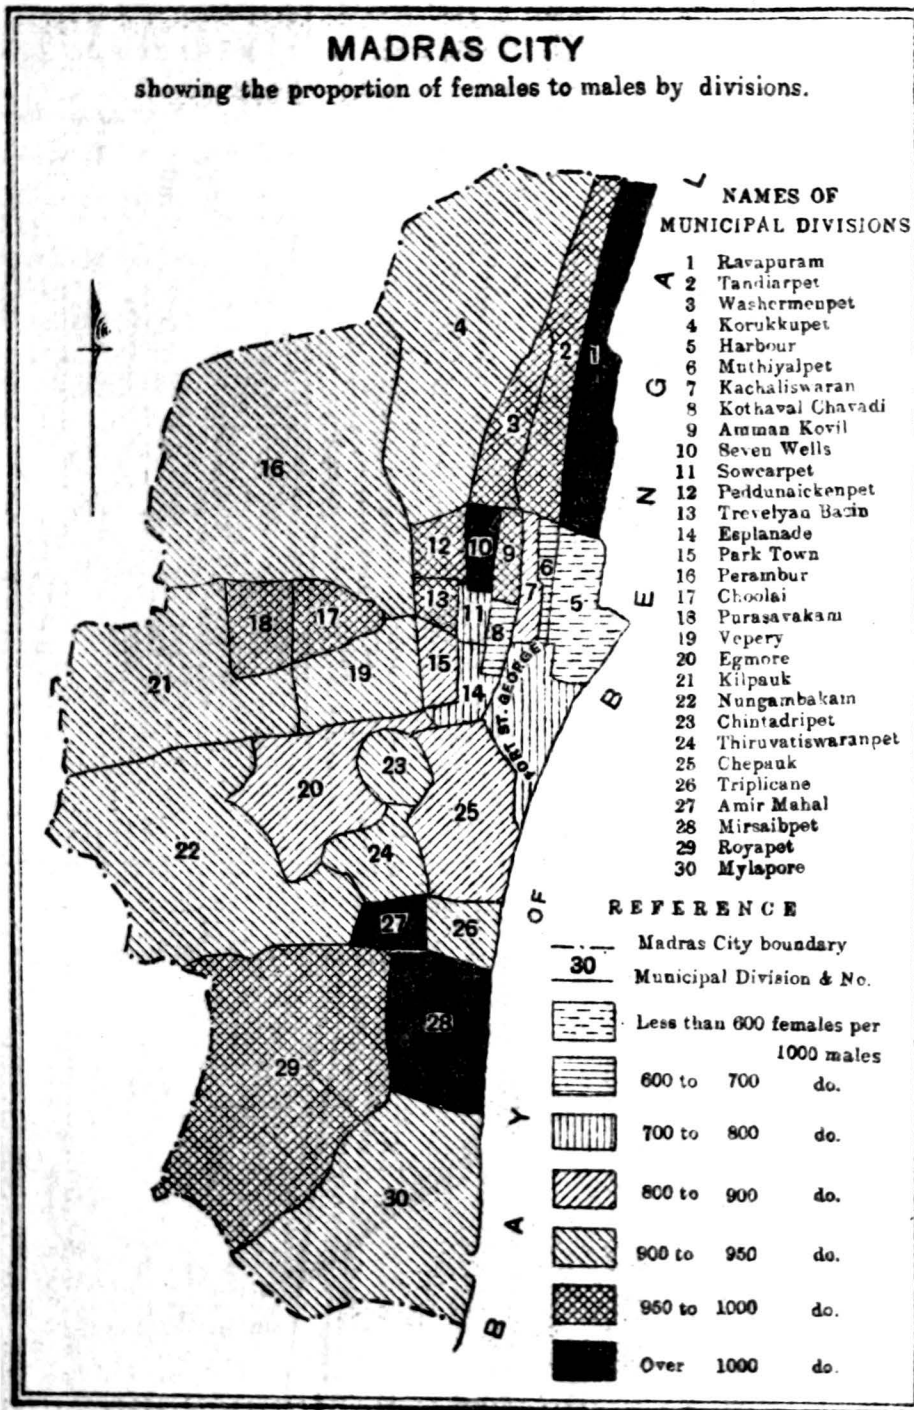 MADRAS CITY
showing the proportion of females to males by divisions.
NAMES OF
MUNICIPAL DIVISIONS
1 Rayapuram
2 Tandiarpet
3 Washermenpet
4 Korukkupet
5 Harbour
6 Muthiyalpet
7 Kachaliswaran
8 Kothaval Chavadi
9 Amman Kovil
10 Seven Wells
11 Sowcarpet
12 Peddunaickenpet
13 Trevelyan Basin
14 Esplanade
15 Park Town
16 Perambur
17 Choolai
18 Purasavakam
19 Vepery
20 Egmore
21 Kilpauk
22 Nungambakam
23 Chintadripet
24 Thiruvatiswaranpet
25 Chepauk
26 Triplicane
27 Amir Mahal
28 Mirsaibpet
29 Royapet
30 Mylapore
REFERENCE
Madras City boundary
30 Municipal Division & No.
Less than 600 females per
1000 males
600 to 700 do.
700 to 800 do.
800 to 900 do.
900 to 950 do.
950 to 1000 do.
Over 1000 do.
4
2
1
3
16
12
10
9
6
7
5
13
11
8
18
17
15
19
21
14
FORT ST. GEORGE
23
20
25
22
24
27
26
28
29
30
BAY OF BENGAL